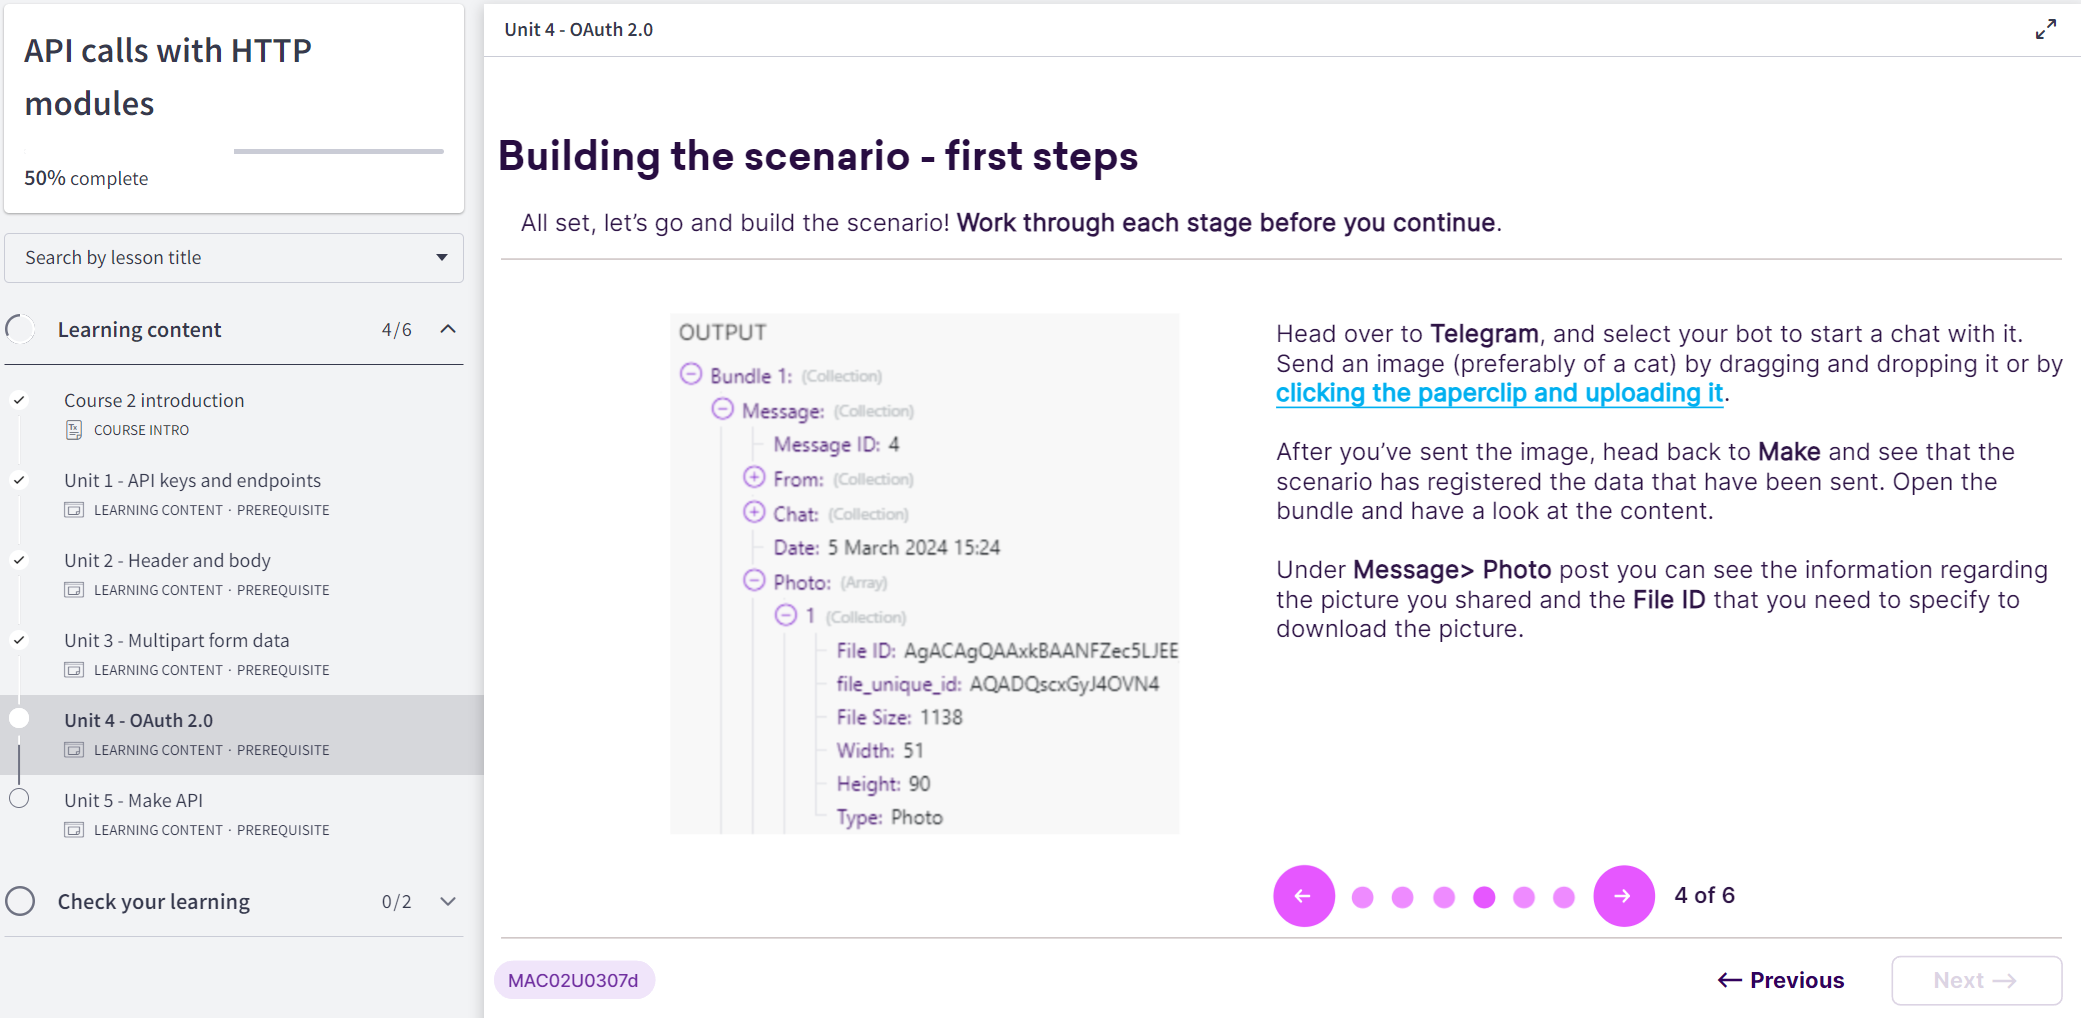 API calls with HTTP
modules
50% complete
Search by lesson title
Learning content 4/6
Course 2 introduction
COURSE INTRO
Unit 1 - API keys and endpoints
LEARNING CONTENT · PREREQUISITE
Unit 2 - Header and body
LEARNING CONTENT · PREREQUISITE
Unit 3 - Multipart form data
LEARNING CONTENT · PREREQUISITE
Unit 4 - OAuth 2.0
LEARNING CONTENT · PREREQUISITE
Unit 5 - Make API
LEARNING CONTENT · PREREQUISITE
Check your learning 0/2
Unit 4 - OAuth 2.0
Building the scenario - first steps
All set, let's go and build the scenario! Work through each stage before you continue.
OUTPUT
Bundle 1: (Collection)
Message: (Collection)
Message ID: 4
From: (Collection)
Chat: (Collection)
Date: 5 March 2024 15:24
Photo: (Array)
1 (Collection)
File ID: AgACAgQAAxkBAANFZec5LJEE
file_unique_id: AQADQscxGyJ4OVN4
File Size: 1138
Width: 51
Height: 90
Type: Photo
Head over to Telegram, and select your bot to start a chat with it.
Send an image (preferably of a cat) by dragging and dropping it or by
clicking the paperclip and uploading it.
After you've sent the image, head back to Make and see that the
scenario has registered the data that have been sent. Open the
bundle and have a look at the content.
Under Message> Photo post you can see the information regarding
the picture you shared and the File ID that you need to specify to
download the picture.
4 of 6
MAC02U0307d
← Previous
Next →